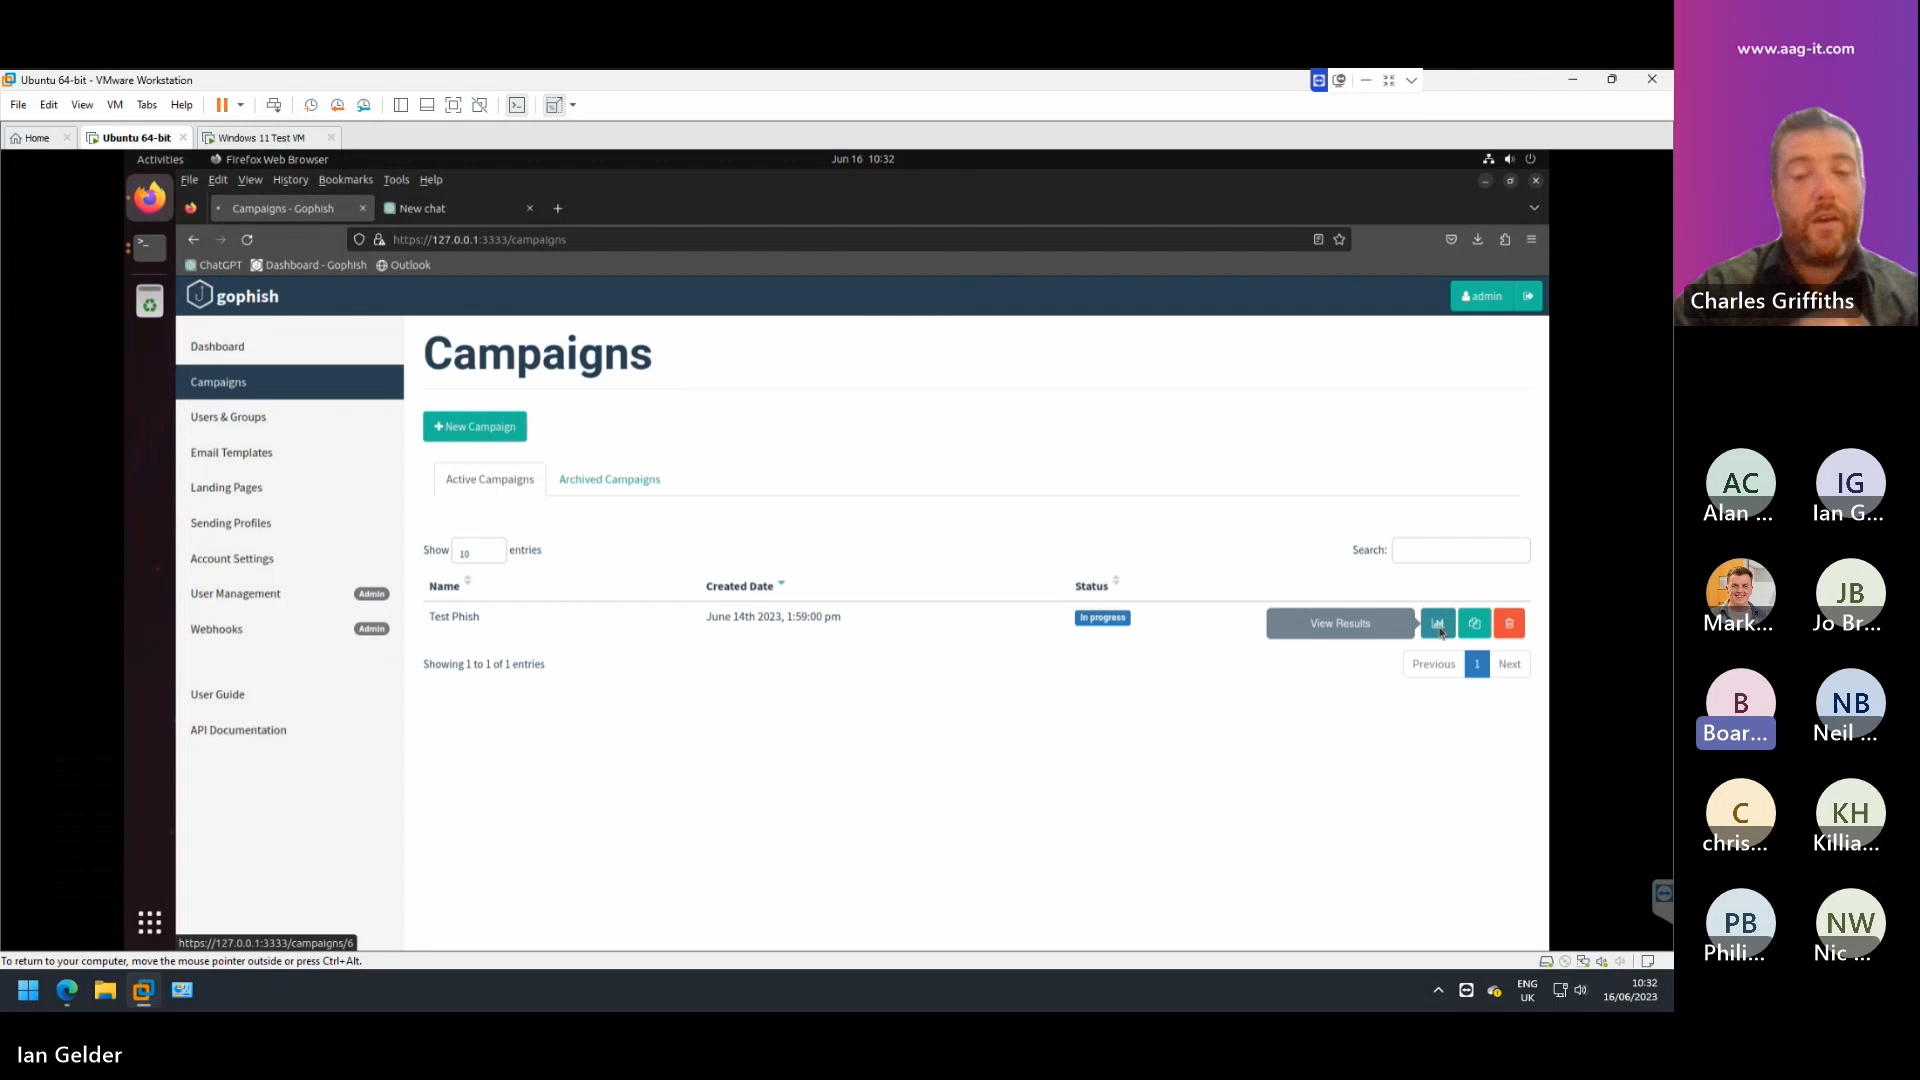 www.aag-it.com
Charles Griffiths
Ubuntu 64-bit - VMware Workstation
File Edit View VM Tabs Help
Home Ubuntu 64-bit Windows 11 Test VM
Activities Firefox Web Browser Jun 16 10:32
File Edit View History Bookmarks Tools Help
Campaigns - Gophish New chat
https://127.0.0.1:3333/campaigns
ChatGPT Dashboard - Gophish Outlook
gophish admin
Dashboard
Campaigns
Users & Groups
Email Templates
Landing Pages
Sending Profiles
Account Settings
User Management Admin
Webhooks Admin
User Guide
API Documentation
Campaigns
New Campaign
Active Campaigns Archived Campaigns
Show 10 entries Search:
Name Created Date Status
Test Phish June 14th 2023, 1:59:00 pm In progress View Results
Showing 1 to 1 of 1 entries Previous 1 Next
https://127.0.0.1:3333/campaigns/6
To return to your computer, move the mouse pointer outside or press Ctrl+Alt.
ENG
UK
10:32
16/06/2023
AC IG
Alan ... Ian G...
JB
Mark... Jo Br...
B NB
Boar... Neil ...
C KH
chris... Killia...
PB NW
Phili... Nic ...
Ian Gelder